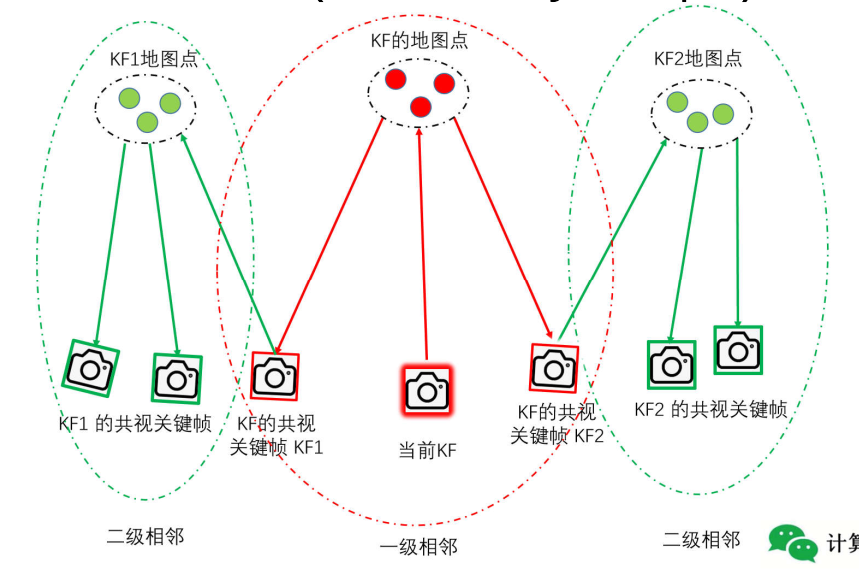 KF1地图点
KF的地图点
KF2地图点
KF1 的共视关键帧
KF的共视
关键帧 KF1
当前KF
KF的共视
关键帧 KF2
KF2 的共视关键帧
二级相邻
一级相邻
二级相邻